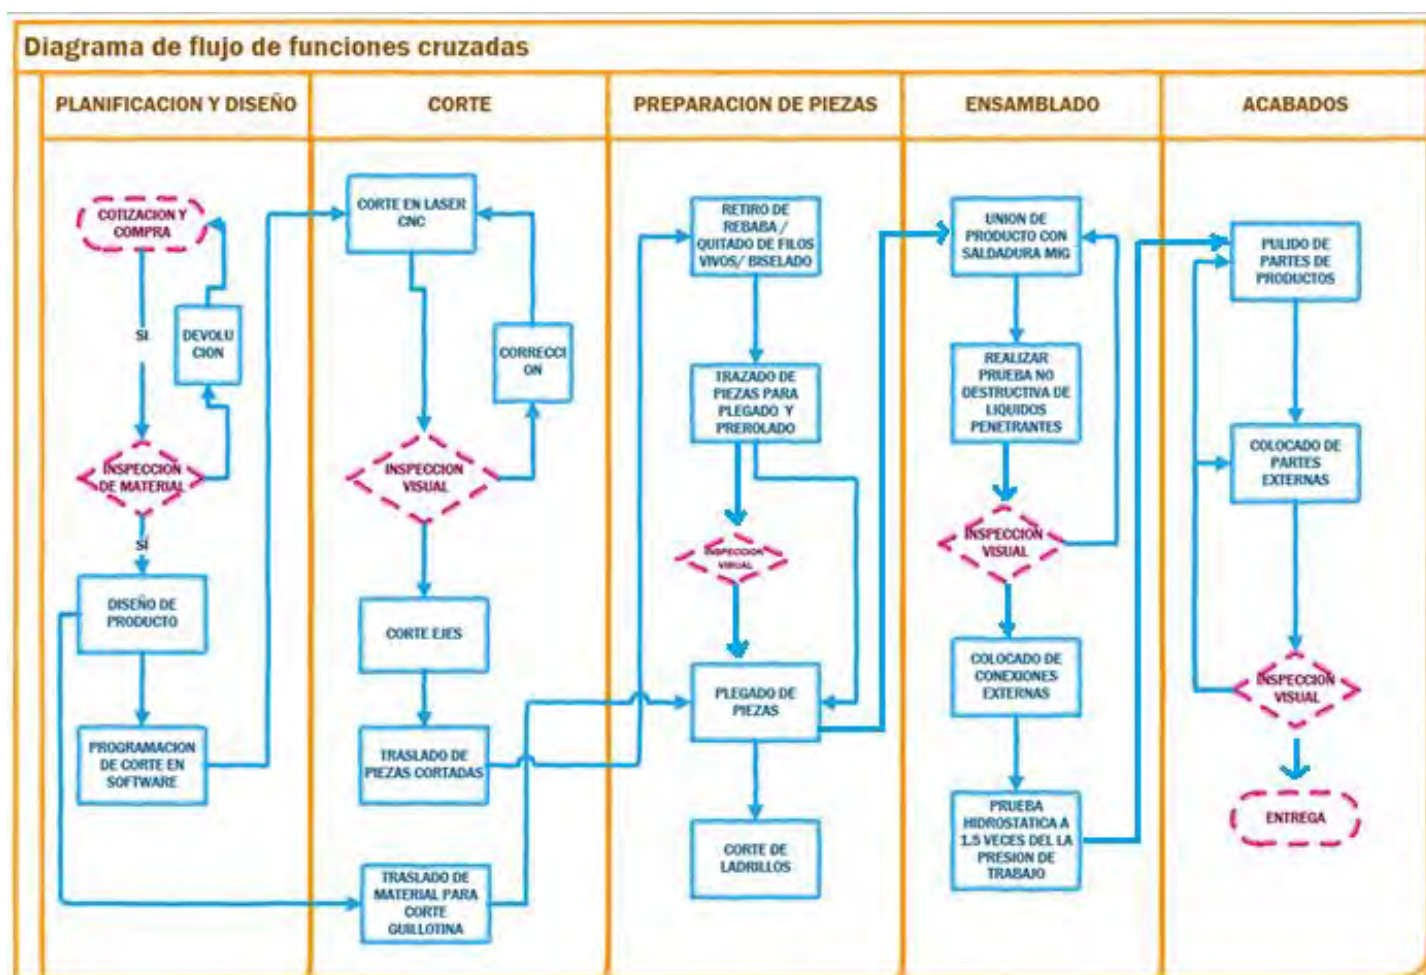 Diagrama de flujo de funciones cruzadas
PLANIFICACION Y DISEÑO
CORTE
PREPARACION DE PIEZAS
ENSAMBLADO
ACABADOS
COTIZACION Y
COMPRA
SI
DEVOLU
CION
INSPECCION
DE MATERIAL
SI
DISEÑO DE
PRODUCTO
PROGRAMACION
DE CORTE EN
SOFTWARE
CORTE EN LASER
CNC
CORRECCI
ON
INSPECCION
VISUAL
CORTE EJES
TRASLADO DE
PIEZAS CORTADAS
TRASLADO DE
MATERIAL PARA
CORTE
GUILLOTINA
RETIRO DE
REBABA /
QUITADO DE FILOS
VIVOS/ BISELADO
TRAZADO DE
PIEZAS PARA
PLEGADO Y
PREROLADO
INSPECCION
VISUAL
PLEGADO DE
PIEZAS
CORTE DE
LADRILLOS
UNION DE
PRODUCTO CON
SALDADURA MIG
REALIZAR
PRUEBA NO
DESTRUCTIVA DE
LIQUIDOS
PENETRANTES
INSPECCION
VISUAL
COLOCADO DE
CONEXIONES
EXTERNAS
PRUEBA
HIDROSTATICA A
1.5 VECES DEL LA
PRESION DE
TRABAJO
PULIDO DE
PARTES DE
PRODUCTOS
COLOCADO DE
PARTES
EXTERNAS
INSPECCION
VISUAL
ENTREGA